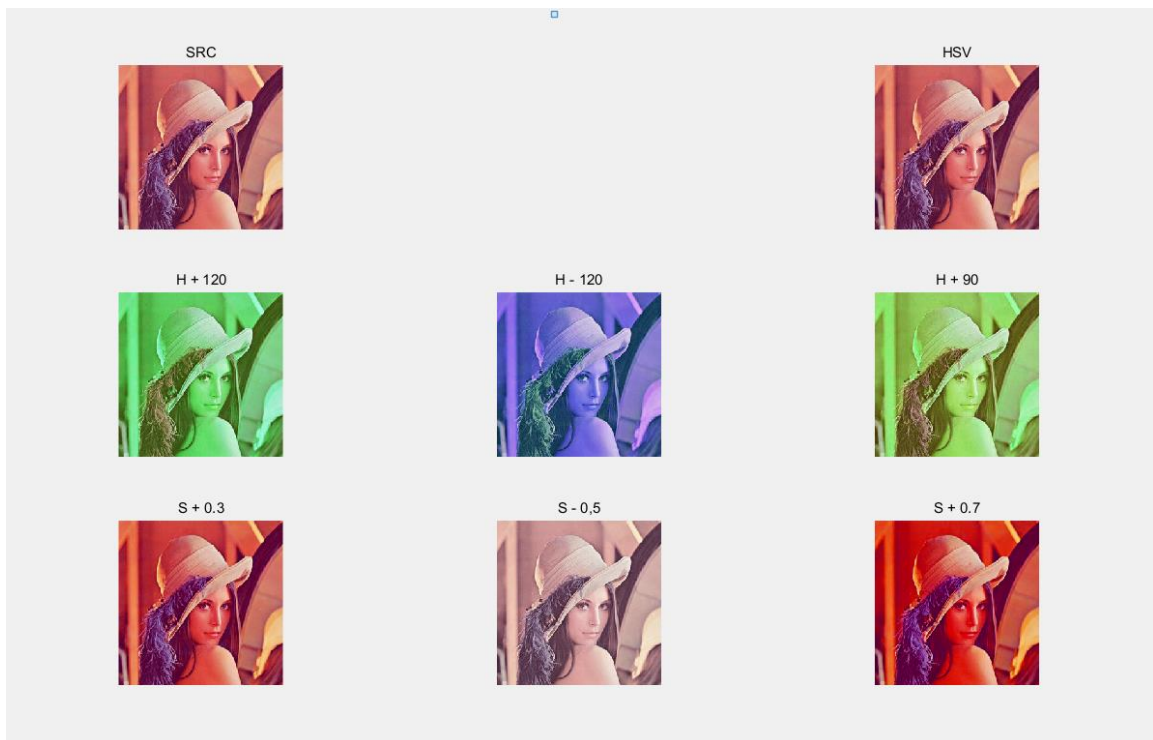 SRC
HSV
H + 120
H - 120
H + 90
S + 0.3
S - 0,5
S + 0.7